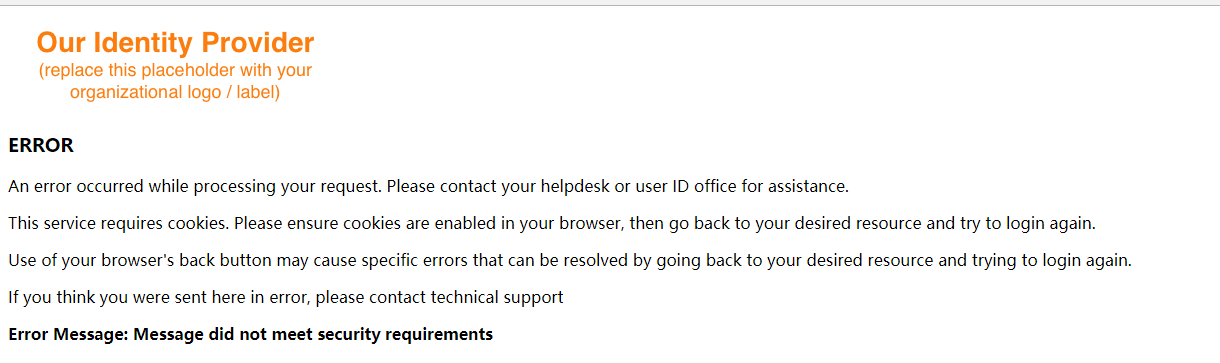 Our Identity Provider
(replace this placeholder with your
organizational logo / label)
ERROR
An error occurred while processing your request. Please contact your helpdesk or user ID office for assistance.
This service requires cookies. Please ensure cookies are enabled in your browser, then go back to your desired resource and try to login again.
Use of your browser's back button may cause specific errors that can be resolved by going back to your desired resource and trying to login again.
If you think you were sent here in error, please contact technical support
Error Message: Message did not meet security requirements